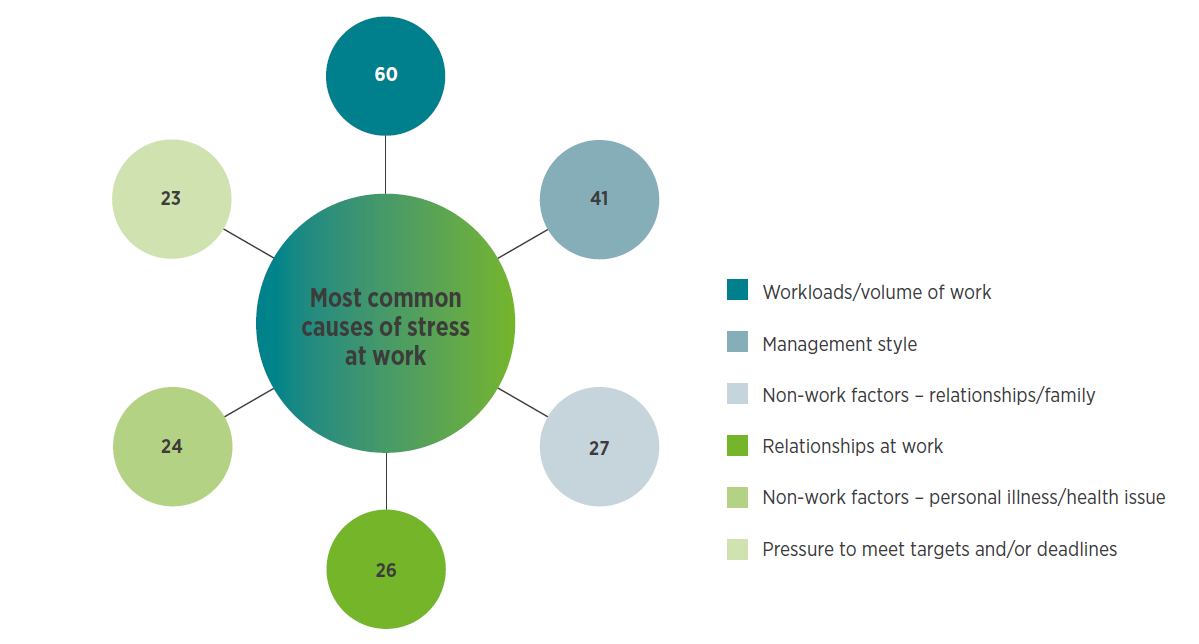 60
23
41
Most common
causes of stress
at work
24
27
26
Workloads/volume of work
Management style
Non-work factors – relationships/family
Relationships at work
Non-work factors – personal illness/health issue
Pressure to meet targets and/or deadlines